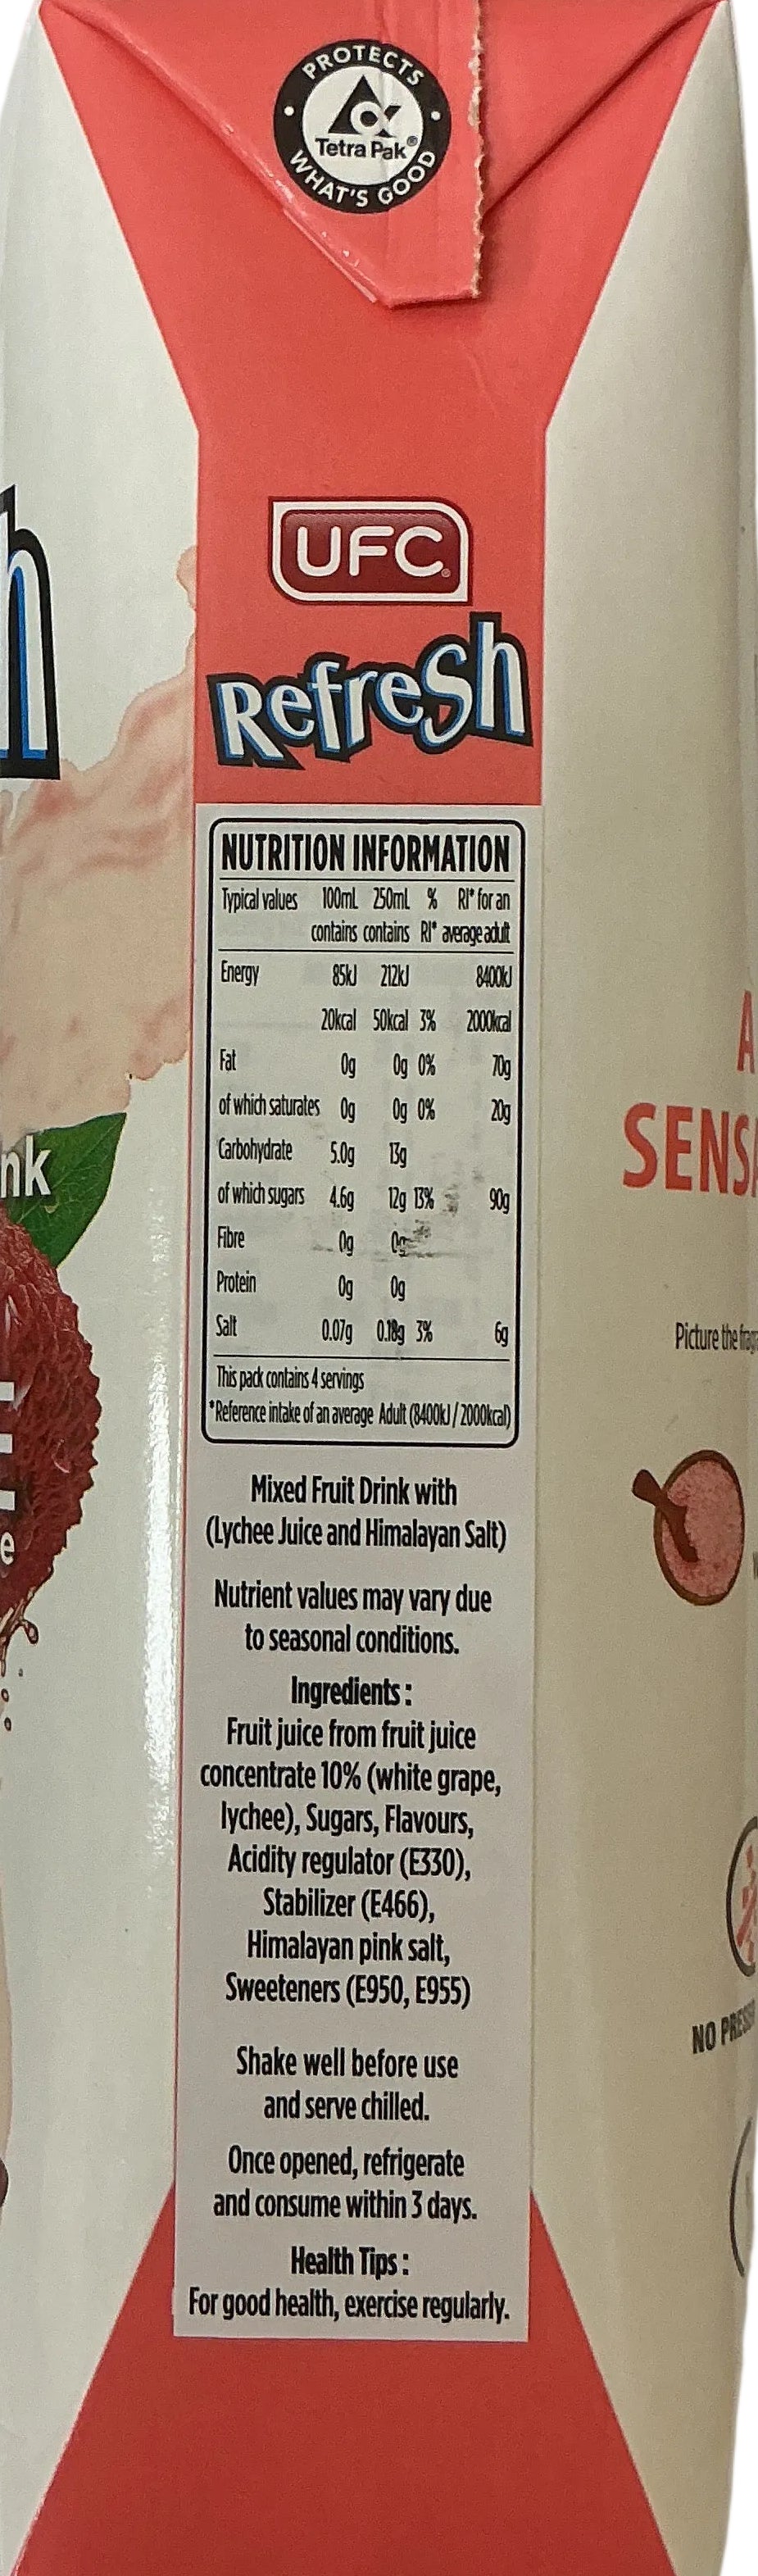 PROTECTS
Tetra Pak®
WHAT'S GOOD
UFC®
Refresh
h
NUTRITION INFORMATION
Typical values 100mL 250mL % RI* for an
contains contains RI* average adult
Energy 85kJ 212kJ 8400kJ
20kcal 50kcal 3% 2000kcal
Fat 0g 0g 0% 70g
of which saturates 0g 0g 0% 20g
Carbohydrate 5.0g 13g
of which sugars 4.6g 12g 13% 90g
Fibre 0g 0g
Protein 0g 0g
Salt 0.07g 0.18g 3% 6g
This pack contains 4 servings
*Reference intake of an average Adult (8400kJ / 2000kcal)
Mixed Fruit Drink with
(Lychee Juice and Himalayan Salt)
Nutrient values may vary due
to seasonal conditions.
Ingredients :
Fruit juice from fruit juice
concentrate 10% (white grape,
lychee), Sugars, Flavours,
Acidity regulator (E330),
Stabilizer (E466),
Himalayan pink salt,
Sweeteners (E950, E955)
Shake well before use
and serve chilled.
Once opened, refrigerate
and consume within 3 days.
Health Tips :
For good health, exercise regularly.
nk
e
A
SENSA
Picture the
NO